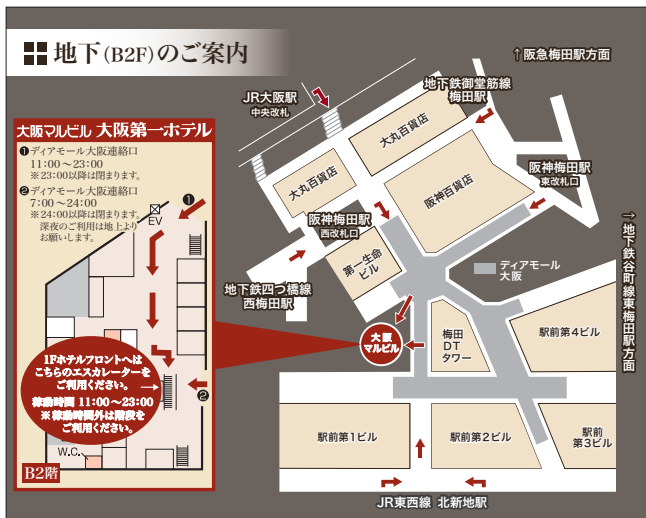 地下(B2F)のご案内
↑阪急梅田駅方面
JR大阪駅
中央改札
地下鉄御堂筋線
梅田駅
大丸百貨店
大丸百貨店
阪神百貨店
阪神梅田駅
東改札口
阪神梅田駅
西改札口
第一生命
ビル
地下鉄四つ橋線
西梅田駅
ディアモール
大阪
→地下鉄谷町線東梅田駅方面
大阪
マルビル
梅田
DT
タワー
駅前第4ビル
駅前第1ビル
駅前第2ビル
駅前
第3ビル
JR東西線 北新地駅
大阪マルビル 大阪第一ホテル
❶ディアモール大阪連絡口
11:00〜23:00
※23:00以降は閉まります。
❷ディアモール大阪連絡口
7:00〜24:00
※24:00以降は閉まります。
深夜のご利用は地上より
お願いします。
❶
EV
1Fホテルフロントへは
こちらのエスカレーターを
ご利用ください。
稼動時間 11:00〜23:00
※稼動時間外は階段を
ご利用ください。
❷
W.C.
B2階